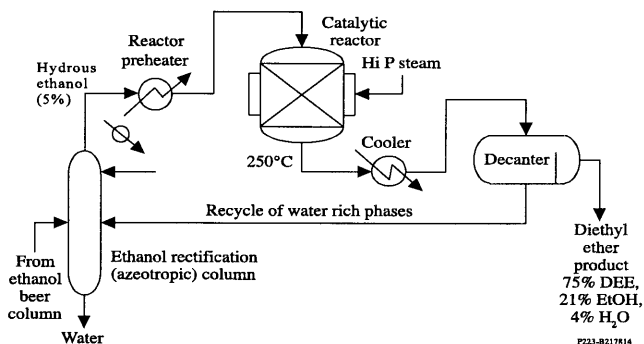 Catalytic
reactor
Reactor
preheater
Hi P steam
Hydrous
ethanol
(5%)
250°C
Cooler
Decanter
Recycle of water rich phases
From
ethanol
beer
column
Ethanol rectification
(azeotropic) column
Water
Diethyl
ether
product
75% DEE,
21% EtOH,
4% H₂O
P223-B217814